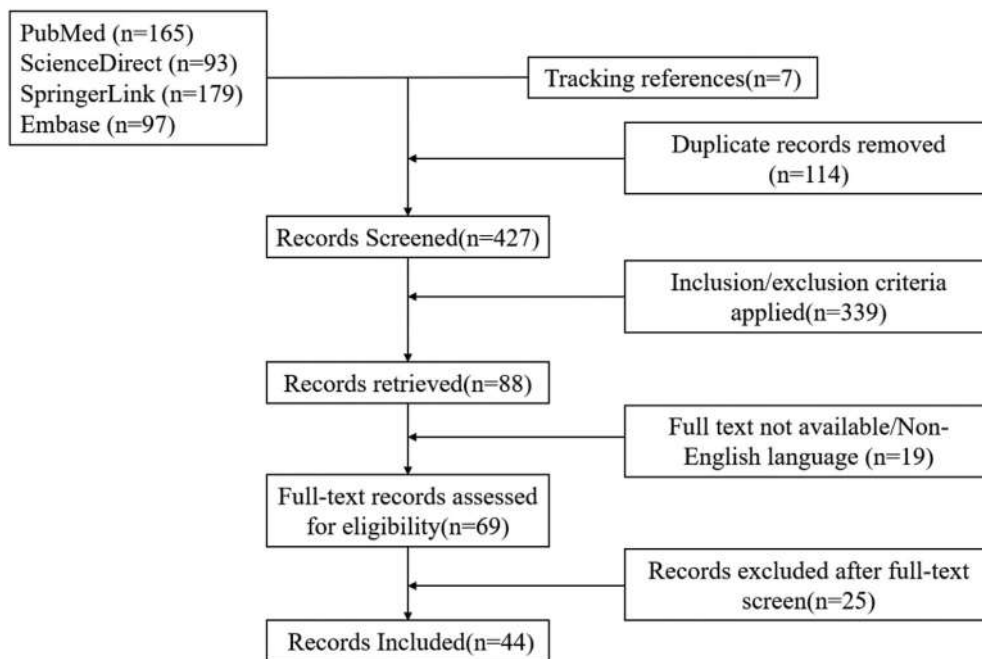 PubMed (n=165)
ScienceDirect (n=93)
SpringerLink (n=179)
Embase (n=97)
Tracking references(n=7)
Duplicate records removed
(n=114)
Records Screened(n=427)
Inclusion/exclusion criteria
applied(n=339)
Records retrieved(n=88)
Full text not available/Non-
English language (n=19)
Full-text records assessed
for eligibility(n=69)
Records excluded after full-text
screen(n=25)
Records Included(n=44)